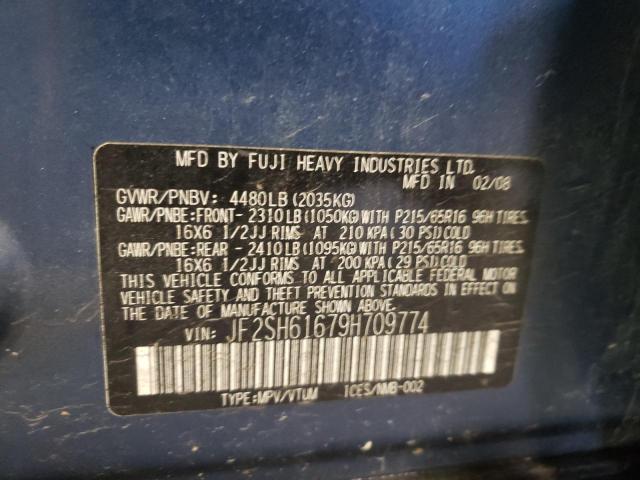 MFD BY FUJI HEAVY INDUSTRIES LTD.
MFD IN 02/08
GVWR/PNBV: 4480LB(2035KG)
GAWR/PNBE:FRONT- 2310LB(1050KG)WITH P215/65R16 96H TIRES.
16X6 1/2JJ RIMS AT 210 KPA(30 PSI)COLD
GAWR/PNBE:REAR - 2410LB(1095KG)WITH P215/65R16 96H TIRES.
16X6 1/2JJ RIMS AT 200 KPA(29 PSI)COLD
THIS VEHICLE CONFORMS TO ALL APPLICABLE FEDERAL MOTOR
VEHICLE SAFETY AND THEFT PREVENTION STANDARDS IN EFFECT ON
THE DATE OF MANUFACTURE SHOWN ABOVE.
VIN: JF2SH61679H709774
TYPE:MPV/VTUM ICES/NMB-002